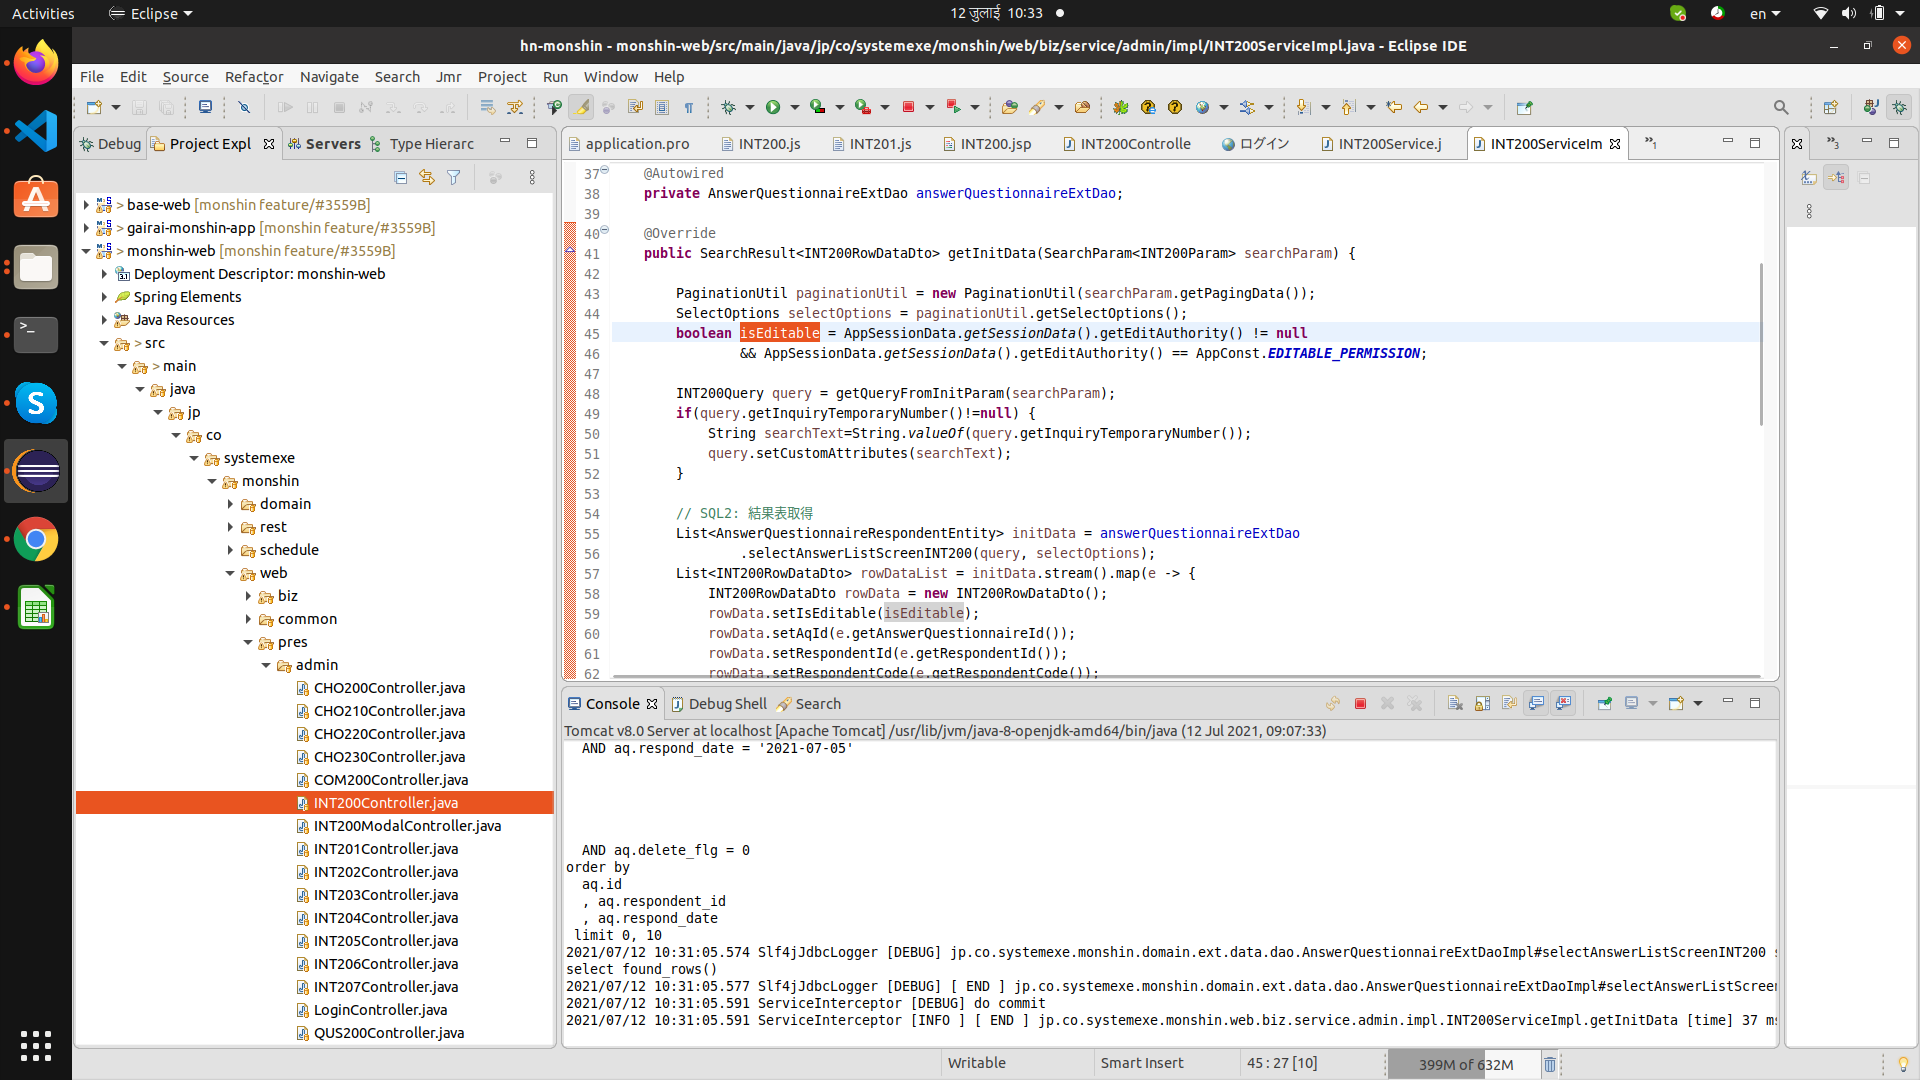 Activities
Eclipse
12 जुलाई 10:33
en
hn-monshin - monshin-web/src/main/java/jp/co/systemexe/monshin/web/biz/service/admin/impl/INT200ServiceImpl.java - Eclipse IDE
File Edit Source Refactor Navigate Search Jmr Project Run Window Help
Debug
Project Expl
Servers
Type Hierarc
> base-web [monshin feature/#3559B]
> gairai-monshin-app [monshin feature/#3559B]
> monshin-web [monshin feature/#3559B]
Deployment Descriptor: monshin-web
Spring Elements
Java Resources
> src
> main
java
jp
co
systemexe
monshin
domain
rest
schedule
web
biz
common
pres
admin
CHO200Controller.java
CHO210Controller.java
CHO220Controller.java
CHO230Controller.java
COM200Controller.java
INT200Controller.java
INT200ModalController.java
INT201Controller.java
INT202Controller.java
INT203Controller.java
INT204Controller.java
INT205Controller.java
INT206Controller.java
INT207Controller.java
LoginController.java
QUS200Controller.java
application.pro
INT200.js
INT201.js
INT200.jsp
INT200Controlle
ログイン
INT200Service.j
INT200ServiceIm
»1
37 @Autowired
38 private AnswerQuestionnaireExtDao answerQuestionnaireExtDao;
39
40 @Override
41 public SearchResult<INT200RowDataDto> getInitData(SearchParam<INT200Param> searchParam) {
42
43 PaginationUtil paginationUtil = new PaginationUtil(searchParam.getPagingData());
44 SelectOptions selectOptions = paginationUtil.getSelectOptions();
45 boolean isEditable = AppSessionData.getSessionData().getEditAuthority() != null
46 && AppSessionData.getSessionData().getEditAuthority() == AppConst.EDITABLE_PERMISSION;
47
48 INT200Query query = getQueryFromInitParam(searchParam);
49 if(query.getInquiryTemporaryNumber()!=null) {
50 String searchText=String.valueOf(query.getInquiryTemporaryNumber());
51 query.setCustomAttributes(searchText);
52 }
53
54 // SQL2: 結果表取得
55 List<AnswerQuestionnaireRespondentEntity> initData = answerQuestionnaireExtDao
56 .selectAnswerListScreenINT200(query, selectOptions);
57 List<INT200RowDataDto> rowDataList = initData.stream().map(e -> {
58 INT200RowDataDto rowData = new INT200RowDataDto();
59 rowData.setIsEditable(isEditable);
60 rowData.setAqId(e.getAnswerQuestionnaireId());
61 rowData.setRespondentId(e.getRespondentId());
62 rowData.setRespondentCode(e.getRespondentCode());
»3
Console
Debug Shell
Search
Tomcat v8.0 Server at localhost [Apache Tomcat] /usr/lib/jvm/java-8-openjdk-amd64/bin/java (12 Jul 2021, 09:07:33)
AND aq.respond_date = '2021-07-05'
AND aq.delete_flg = 0
order by
aq.id
, aq.respondent_id
, aq.respond_date
limit 0, 10
2021/07/12 10:31:05.574 Slf4jJdbcLogger [DEBUG] jp.co.systemexe.monshin.domain.ext.data.dao.AnswerQuestionnaireExtDaoImpl#selectAnswerListScreenINT200
select found_rows()
2021/07/12 10:31:05.577 Slf4jJdbcLogger [DEBUG] [ END ] jp.co.systemexe.monshin.domain.ext.data.dao.AnswerQuestionnaireExtDaoImpl#selectAnswerListScreen
2021/07/12 10:31:05.591 ServiceInterceptor [DEBUG] do commit
2021/07/12 10:31:05.591 ServiceInterceptor [INFO ] [ END ] jp.co.systemexe.monshin.web.biz.service.admin.impl.INT200ServiceImpl.getInitData [time] 37 ms
Writable
Smart Insert
45 : 27 [10]
399M of 632M